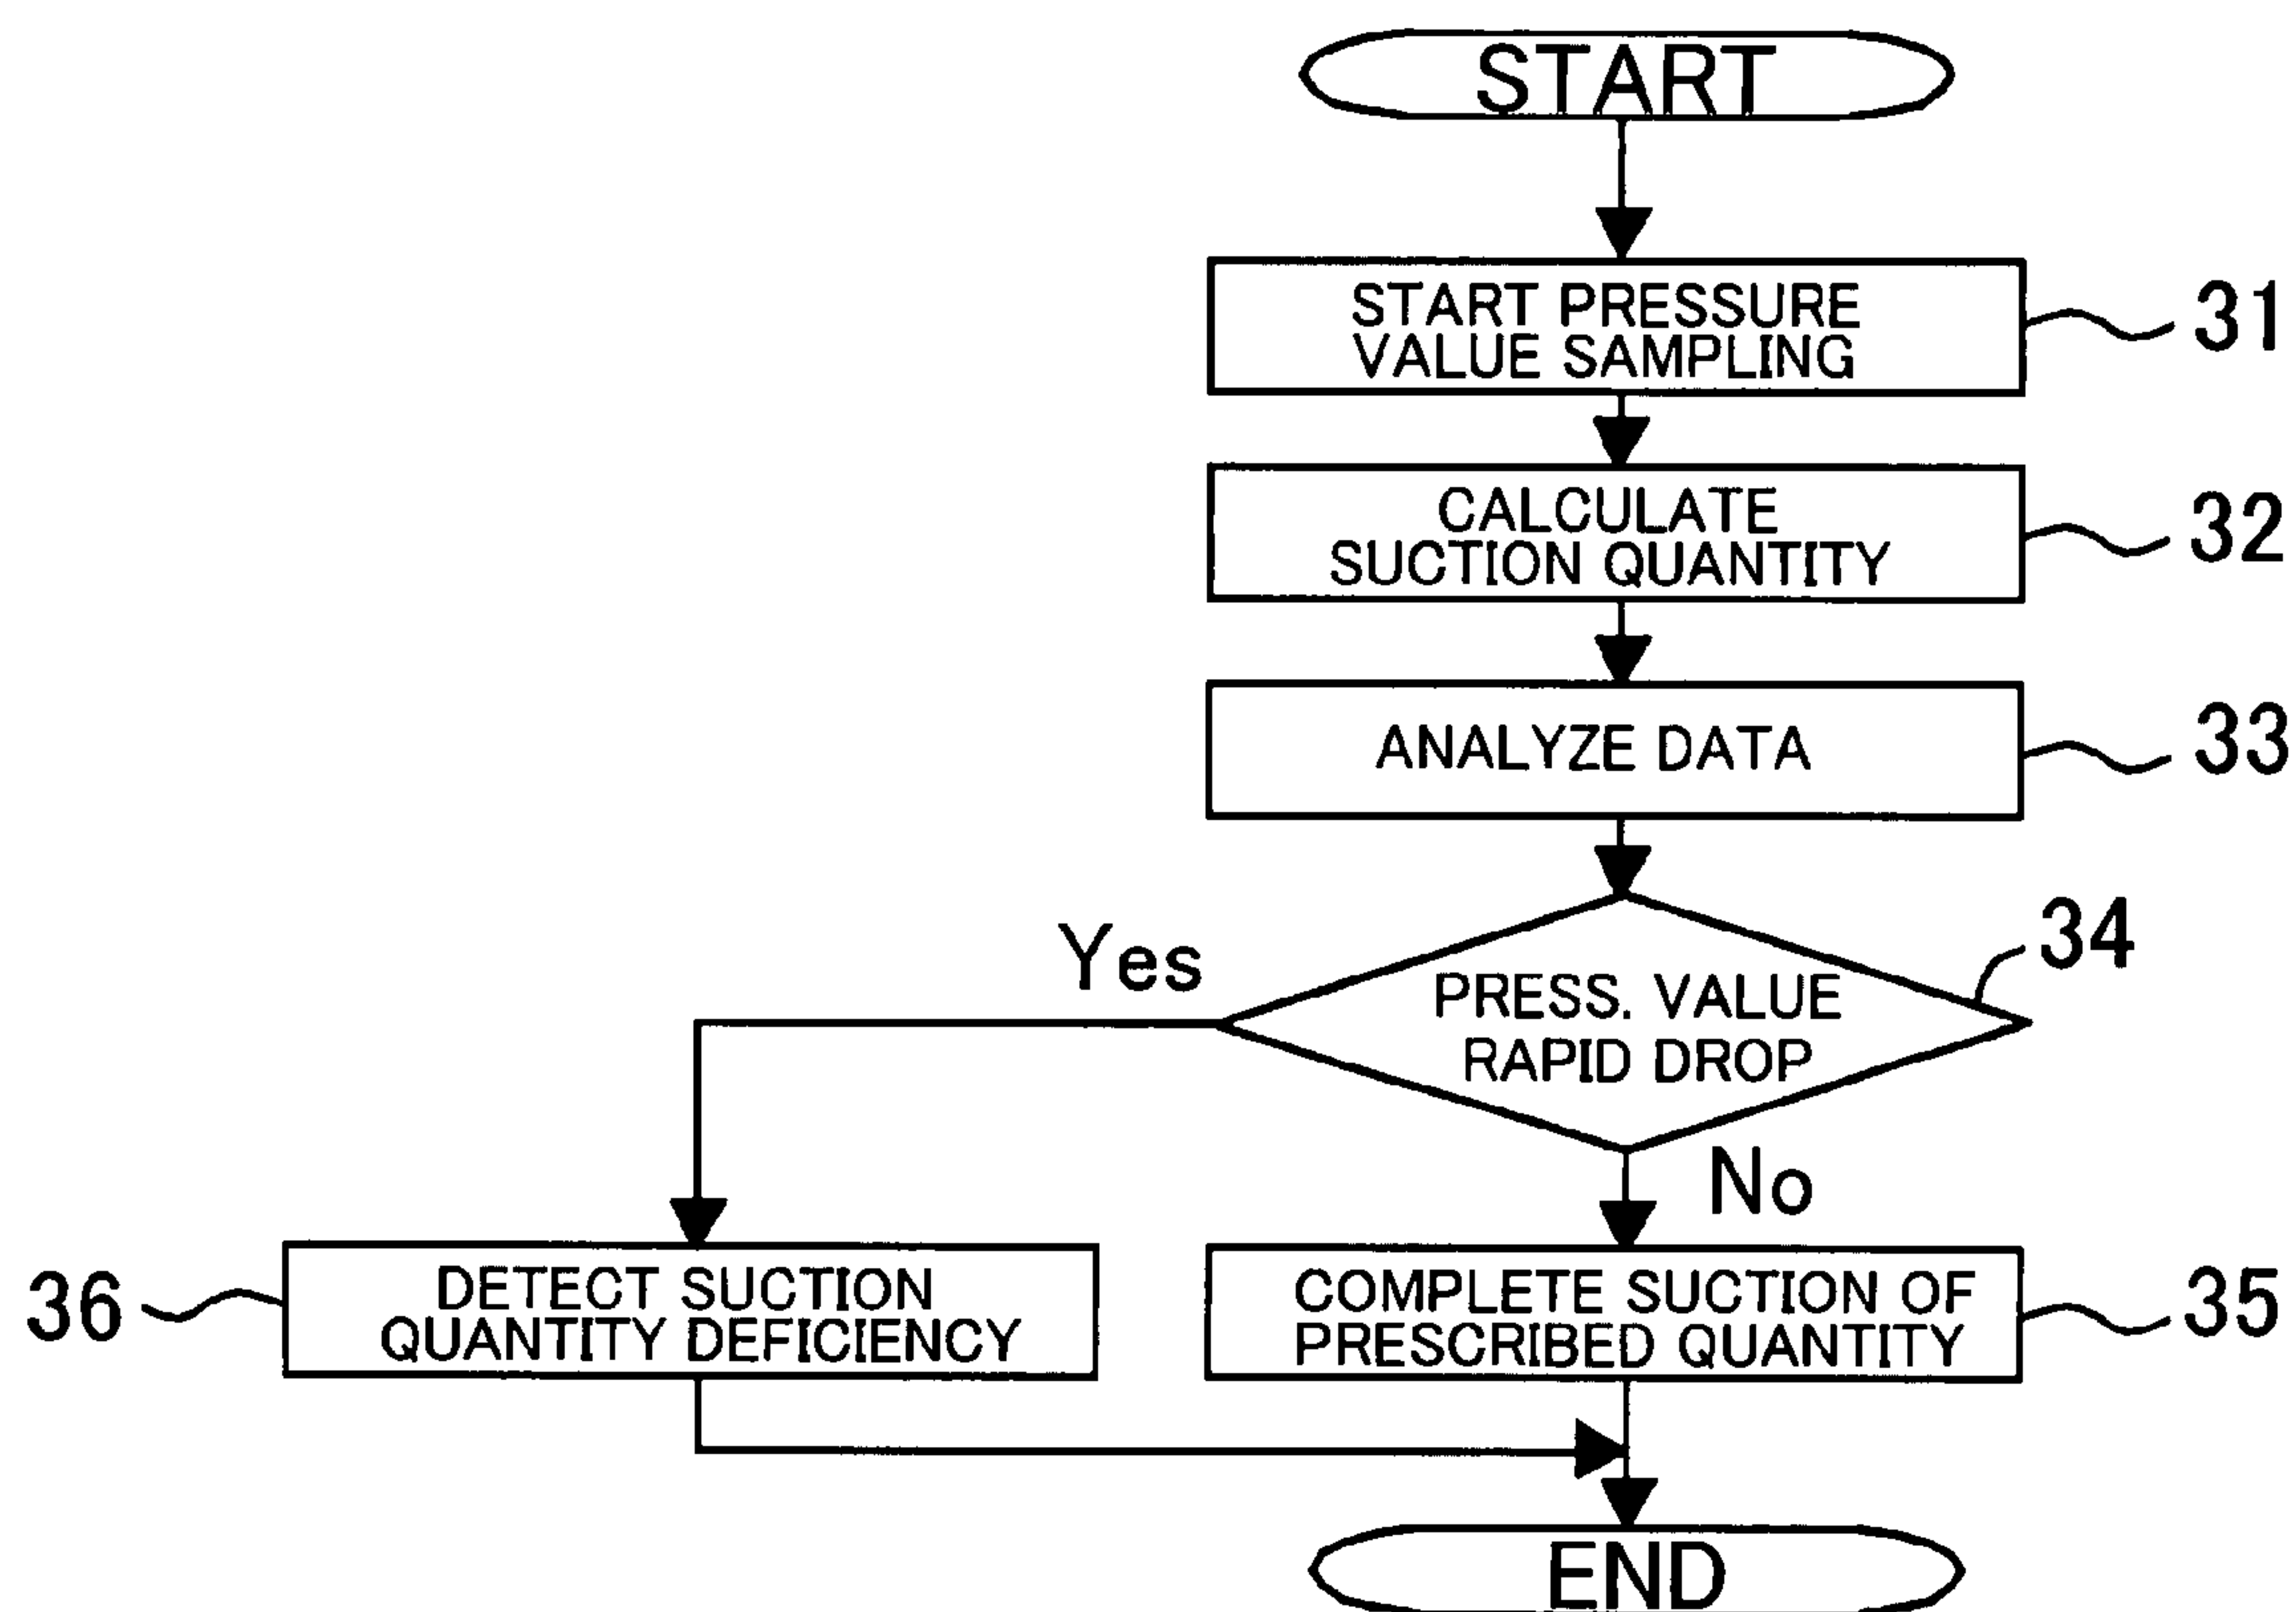 START
START PRESSURE
VALUE SAMPLING
31
CALCULATE
SUCTION QUANTITY
32
ANALYZE DATA
33
34
Yes
PRESS. VALUE
RAPID DROP
No
36
DETECT SUCTION
QUANTITY DEFICIENCY
COMPLETE SUCTION OF
PRESCRIBED QUANTITY
35
END